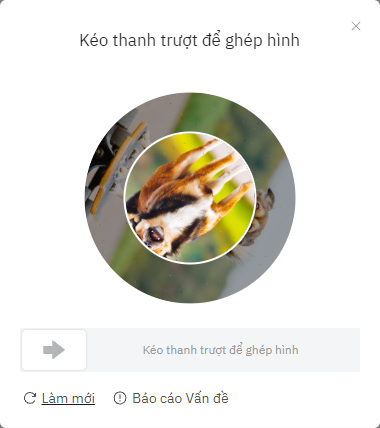 Kéo thanh trượt để ghép hình
Kéo thanh trượt để ghép hình
Làm mới
Báo cáo Vấn đề